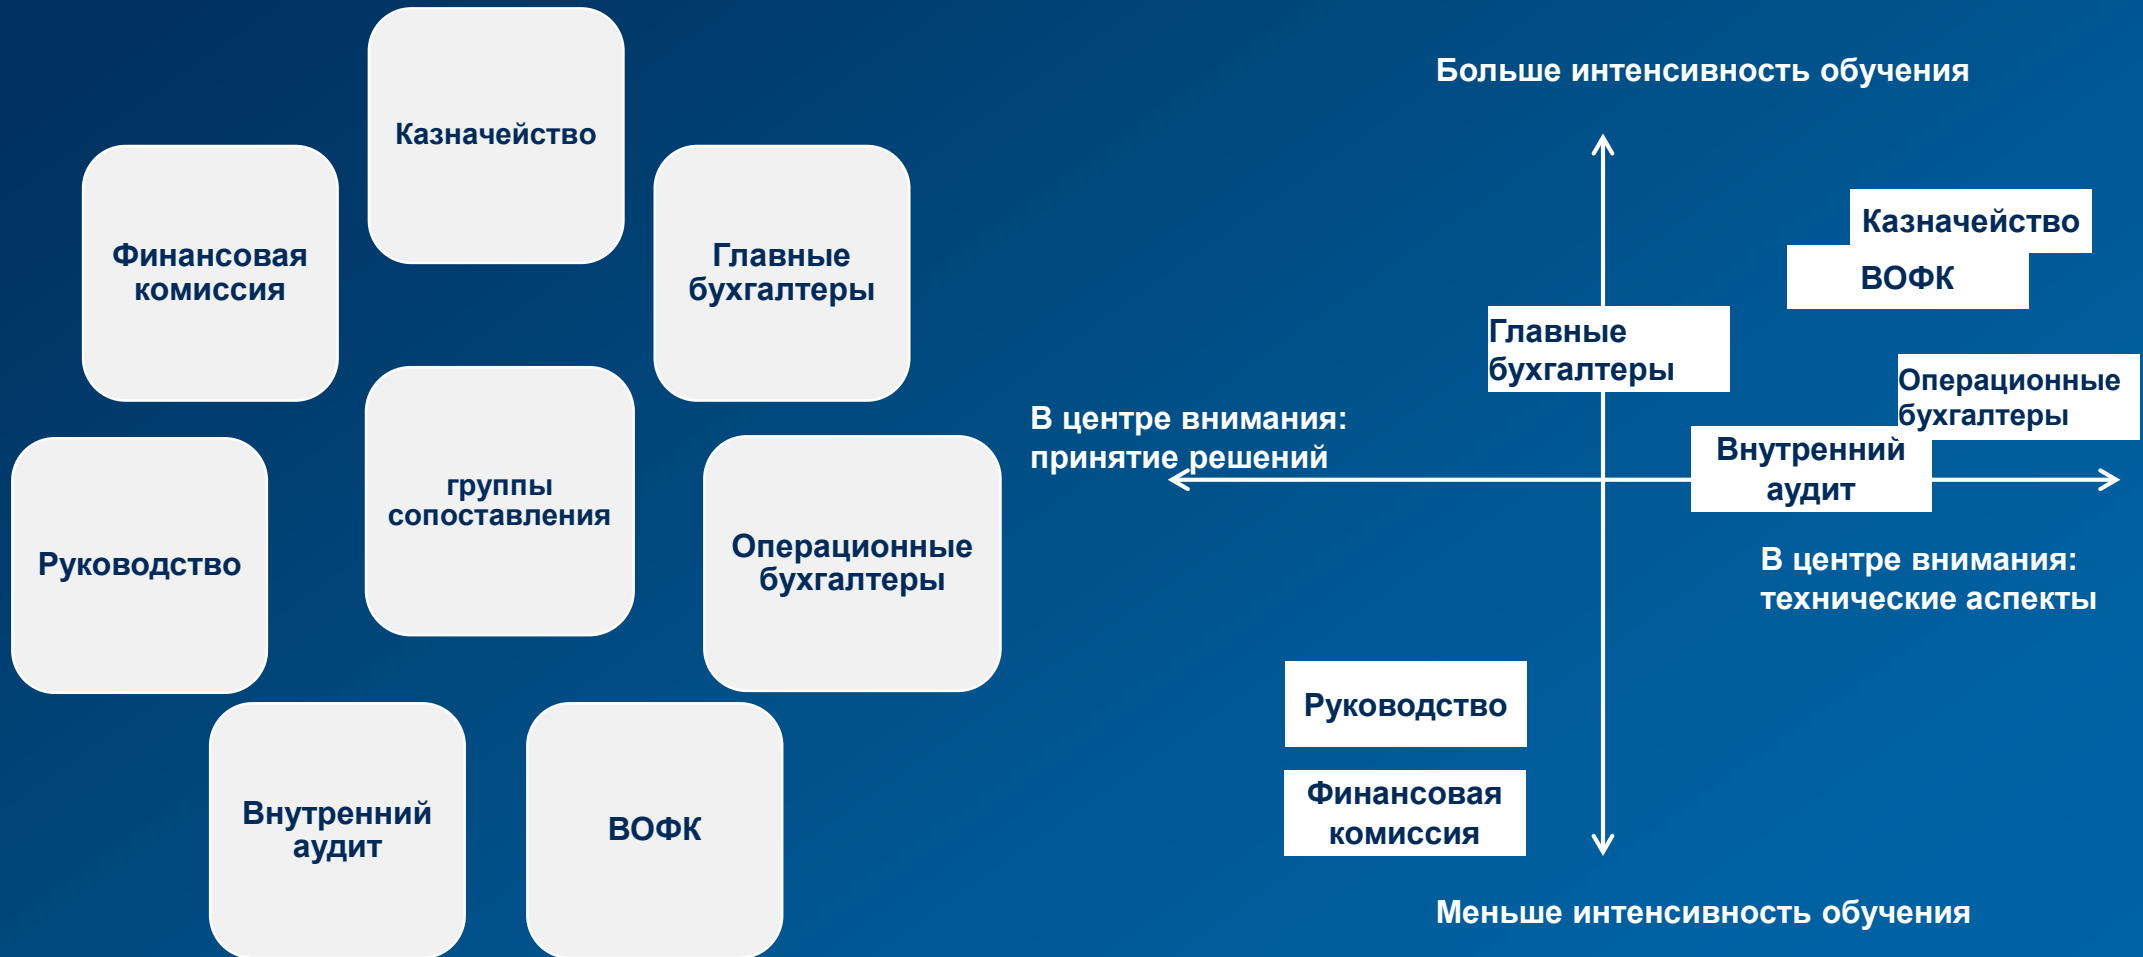 Казначейство
Финансовая
комиссия
Главные
бухгалтеры
группы
сопоставления
Руководство
Операционные
бухгалтеры
Внутренний
аудит
ВОФК
Больше интенсивность обучения
Казначейство
ВОФК
Главные
бухгалтеры
Операционные
бухгалтеры
В центре внимания:
принятие решений
Внутренний
аудит
В центре внимания:
технические аспекты
Руководство
Финансовая
комиссия
Меньше интенсивность обучения